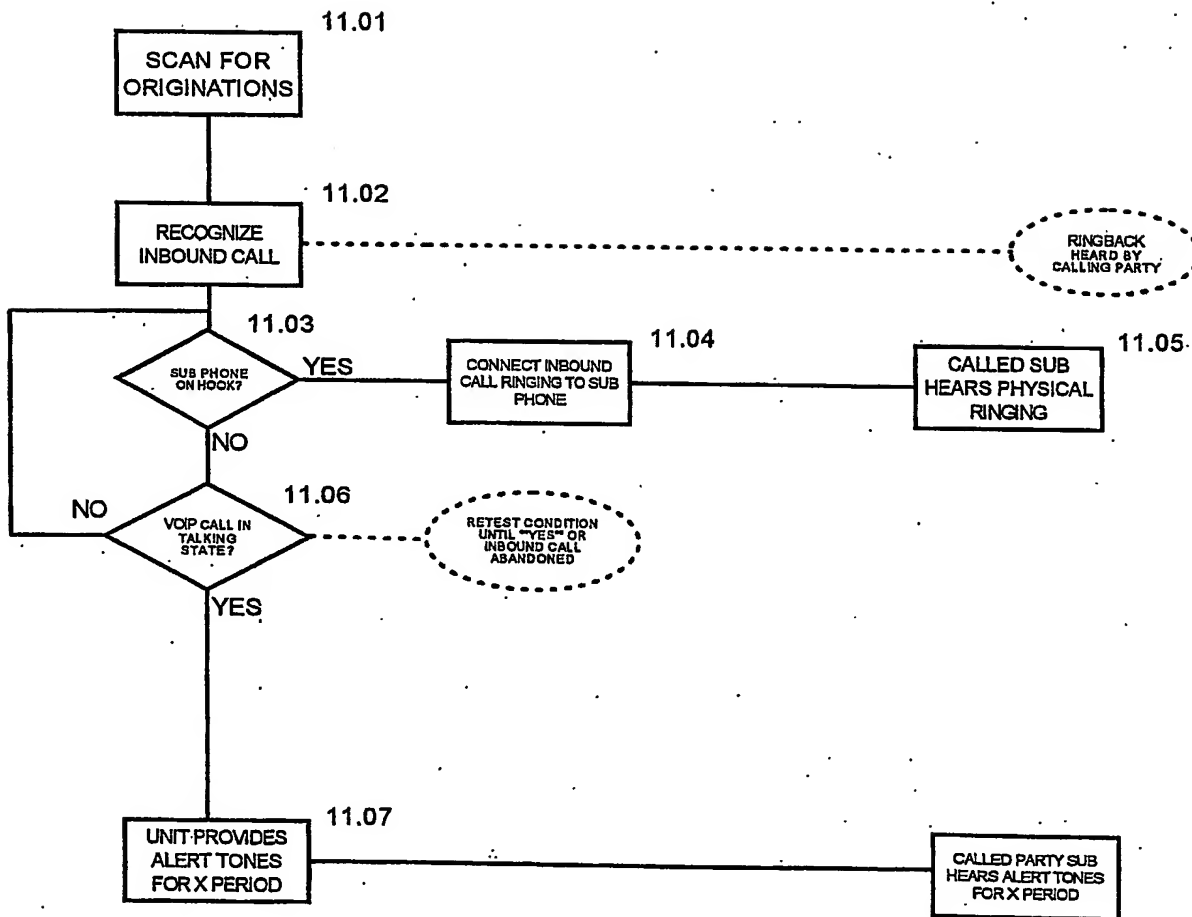 11.01
SCAN FOR
ORIGINATIONS
11.02
RECOGNIZE
INBOUND CALL
RINGBACK
HEARD BY
CALLING PARTY
11.03
SUB PHONE
ON HOOK?
YES
NO
11.04
CONNECT INBOUND
CALL RINGING TO SUB
PHONE
11.05
CALLED SUB
HEARS PHYSICAL
RINGING
NO
11.06
VOIP CALL IN
TALKING
STATE?
YES
RETEST CONDITION
UNTIL ""YES"" OR
INBOUND CALL
ABANDONED
11.07
UNIT PROVIDES
ALERT TONES
FOR X PERIOD
CALLED PARTY SUB
HEARS ALERT TONES
FOR X PERIOD